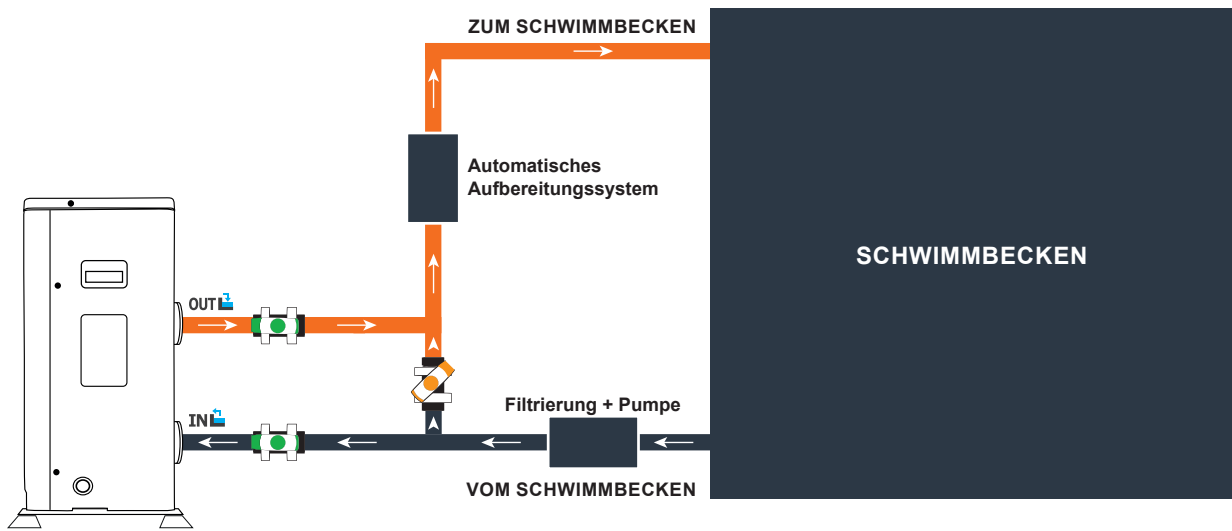 ZUM SCHWIMMBECKEN
Automatisches
Aufbereitungssystem
SCHWIMMBECKEN
OUT
IN
Filtrierung + Pumpe
VOM SCHWIMMBECKEN